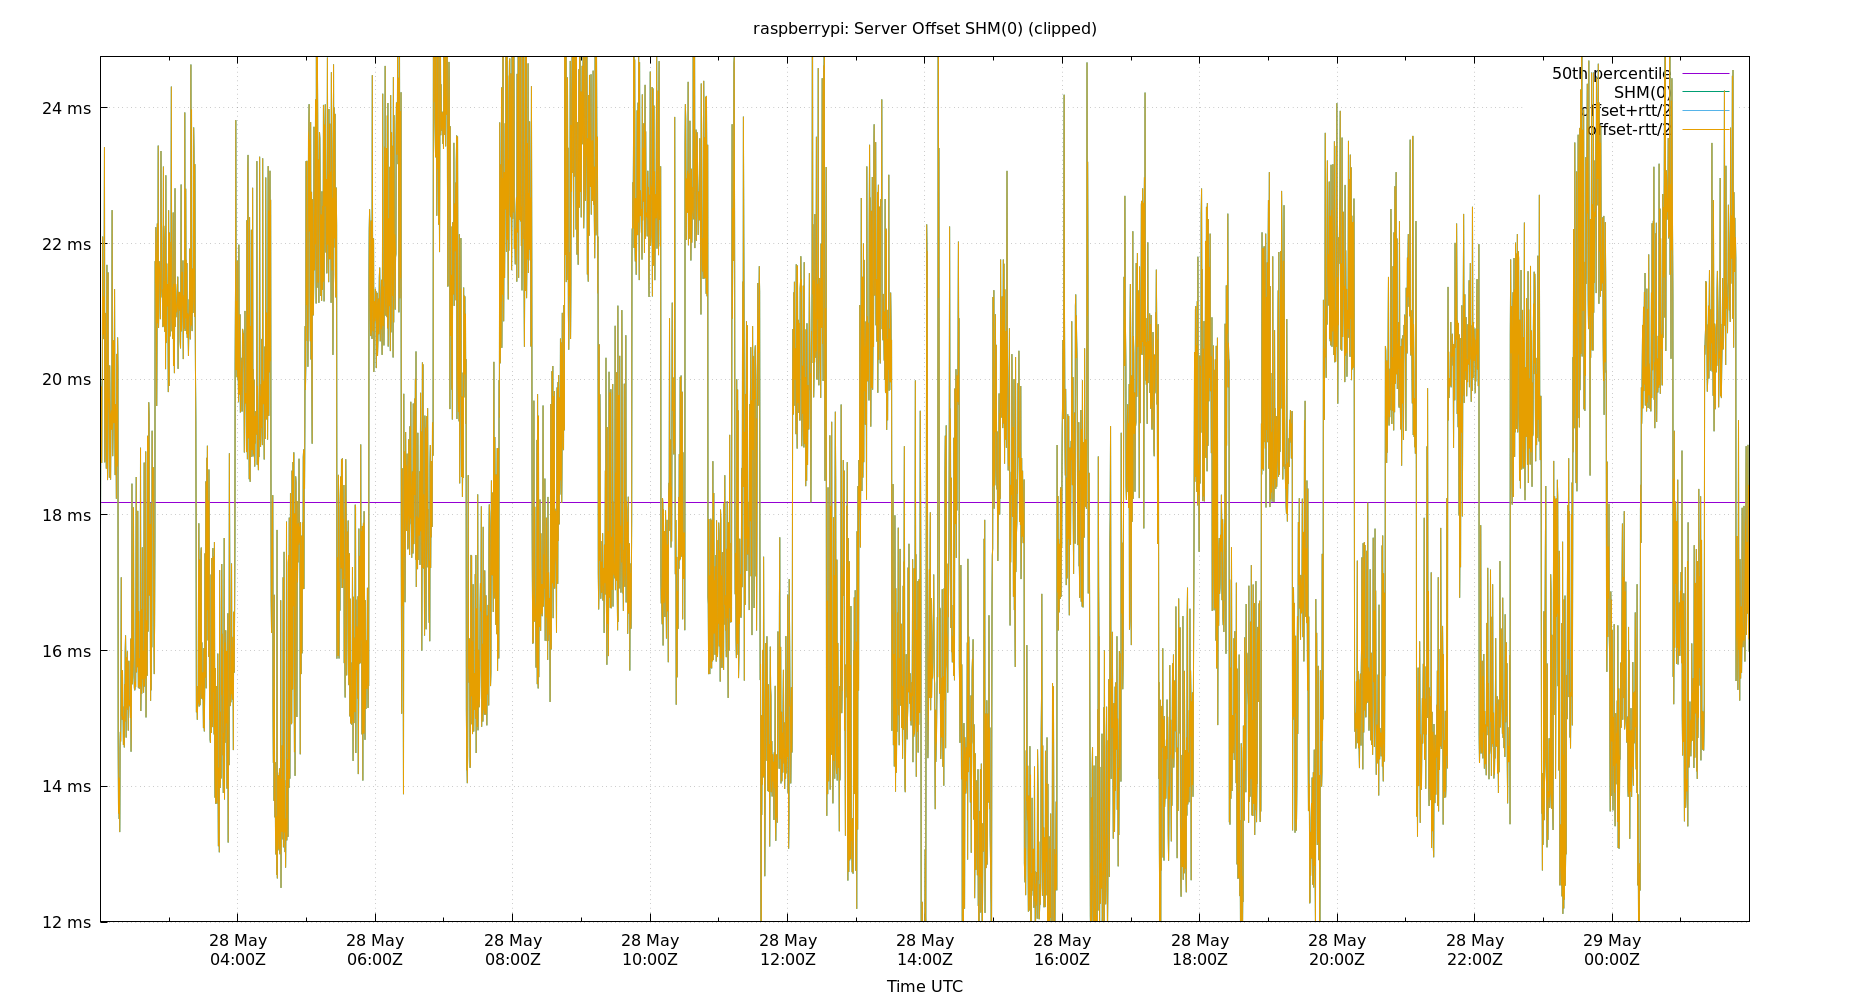 raspberrypi: Server Offset SHM(0) (clipped)
50th percentile
SHM(0)
offset+rtt/2
offset-rtt/2
24 ms
22 ms
20 ms
18 ms
16 ms
14 ms
12 ms
28 May 28 May 28 May 28 May 28 May 28 May 28 May 28 May 28 May 28 May 29 May
04:00Z 06:00Z 08:00Z 10:00Z 12:00Z 14:00Z 16:00Z 18:00Z 20:00Z 22:00Z 00:00Z
Time UTC